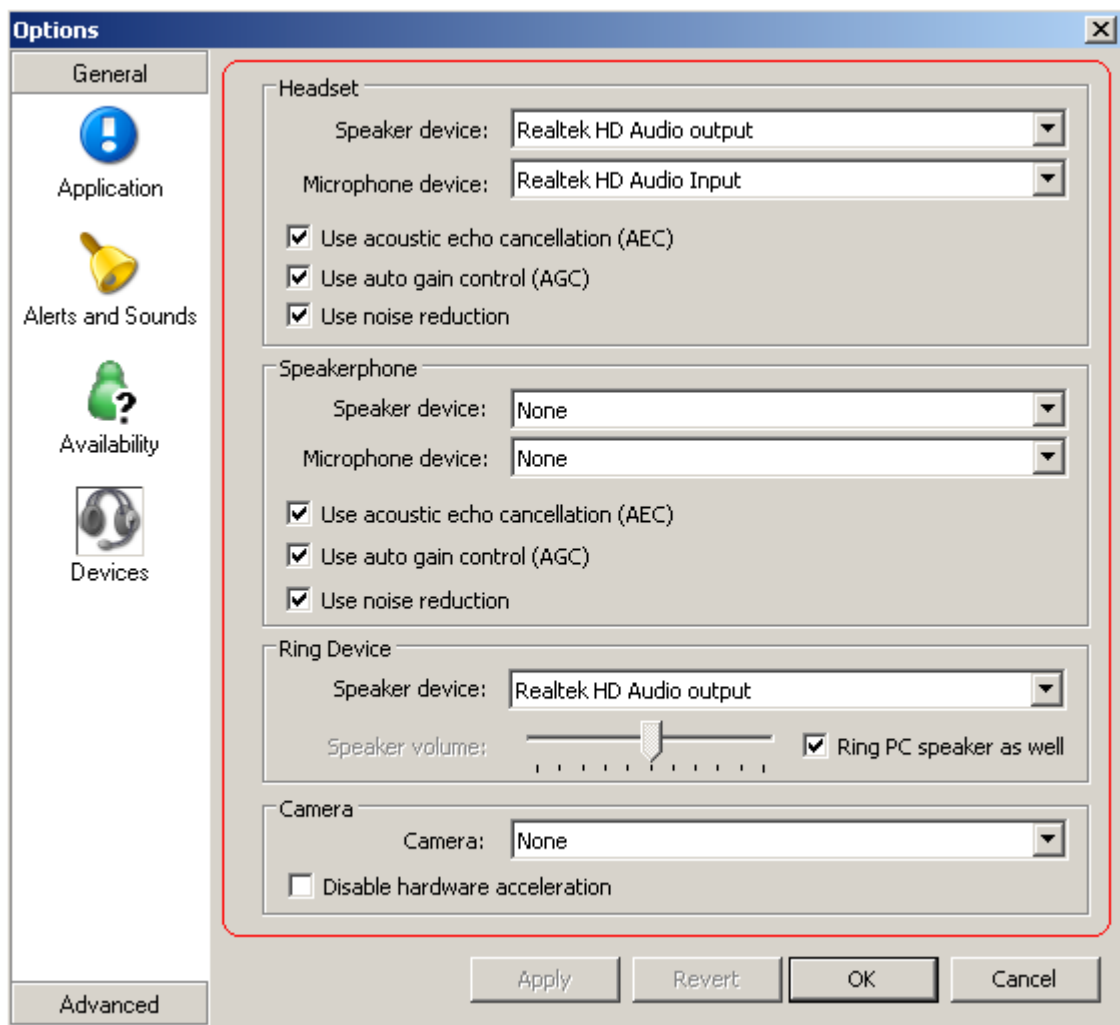 Options
General
Application
Alerts and Sounds
Availability
Devices
Advanced
Headset
Speaker device: Realtek HD Audio output
Microphone device: Realtek HD Audio Input
Use acoustic echo cancellation (AEC)
Use auto gain control (AGC)
Use noise reduction
Speakerphone
Speaker device: None
Microphone device: None
Use acoustic echo cancellation (AEC)
Use auto gain control (AGC)
Use noise reduction
Ring Device
Speaker device: Realtek HD Audio output
Speaker volume: Ring PC speaker as well
Camera
Camera: None
Disable hardware acceleration
Apply Revert OK Cancel